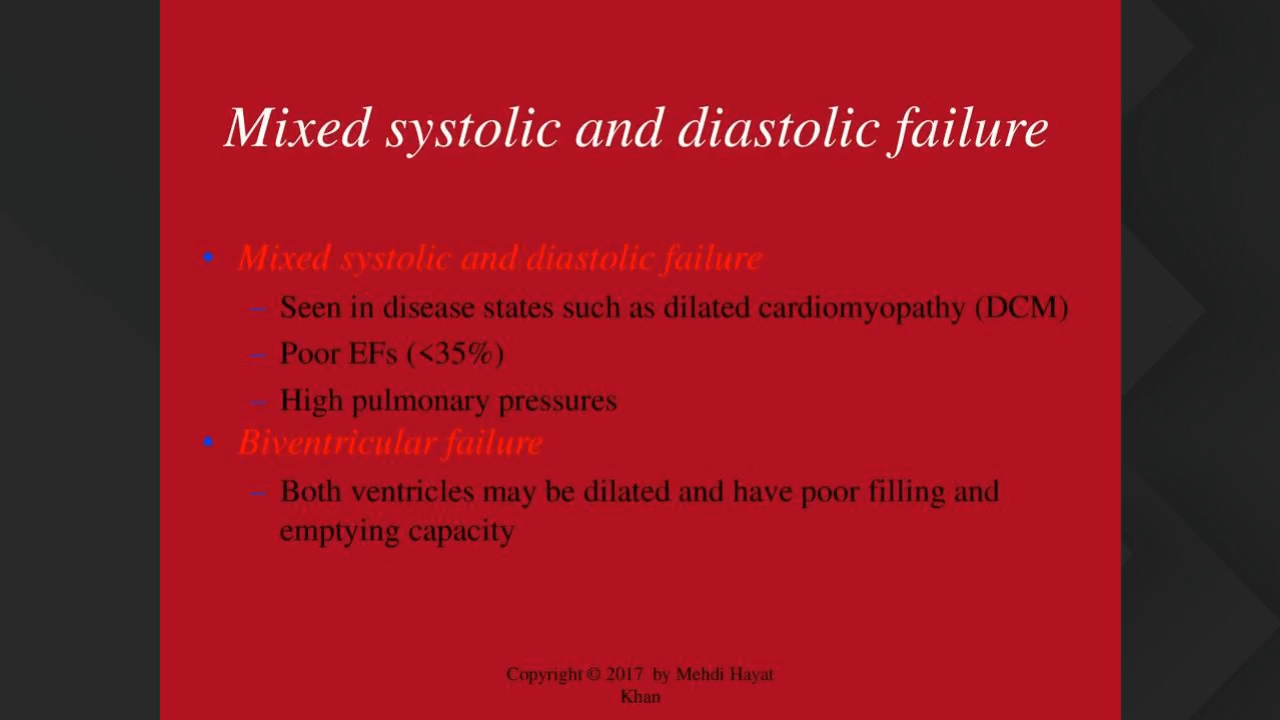 Mixed systolic and diastolic failure
• Mixed systolic and diastolic failure
– Seen in disease states such as dilated cardiomyopathy (DCM)
– Poor EFs (<35%)
– High pulmonary pressures
• Biventricular failure
– Both ventricles may be dilated and have poor filling and
emptying capacity
Copyright © 2017 by Mehdi Hayat
Khan